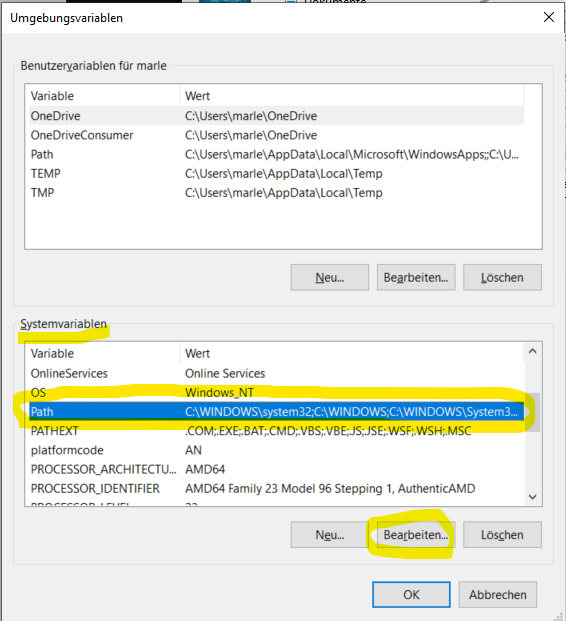 Dokumente
Umgebungsvariablen
Benutzervariablen für marle
Variable Wert
OneDrive C:\Users\marle\OneDrive
OneDriveConsumer C:\Users\marle\OneDrive
Path C:\Users\marle\AppData\Local\Microsoft\WindowsApps;;C:\U...
TEMP C:\Users\marle\AppData\Local\Temp
TMP C:\Users\marle\AppData\Local\Temp
Neu... Bearbeiten... Löschen
Systemvariablen
Variable Wert
OnlineServices Online Services
OS Windows_NT
Path C:\WINDOWS\system32;C:\WINDOWS;C:\WINDOWS\System3...
PATHEXT .COM;.EXE;.BAT;.CMD;.VBS;.VBE;.JS;.JSE;.WSF;.WSH;.MSC
platformcode AN
PROCESSOR_ARCHITECTU... AMD64
PROCESSOR_IDENTIFIER AMD64 Family 23 Model 96 Stepping 1, AuthenticAMD
Neu... Bearbeiten... Löschen
OK Abbrechen